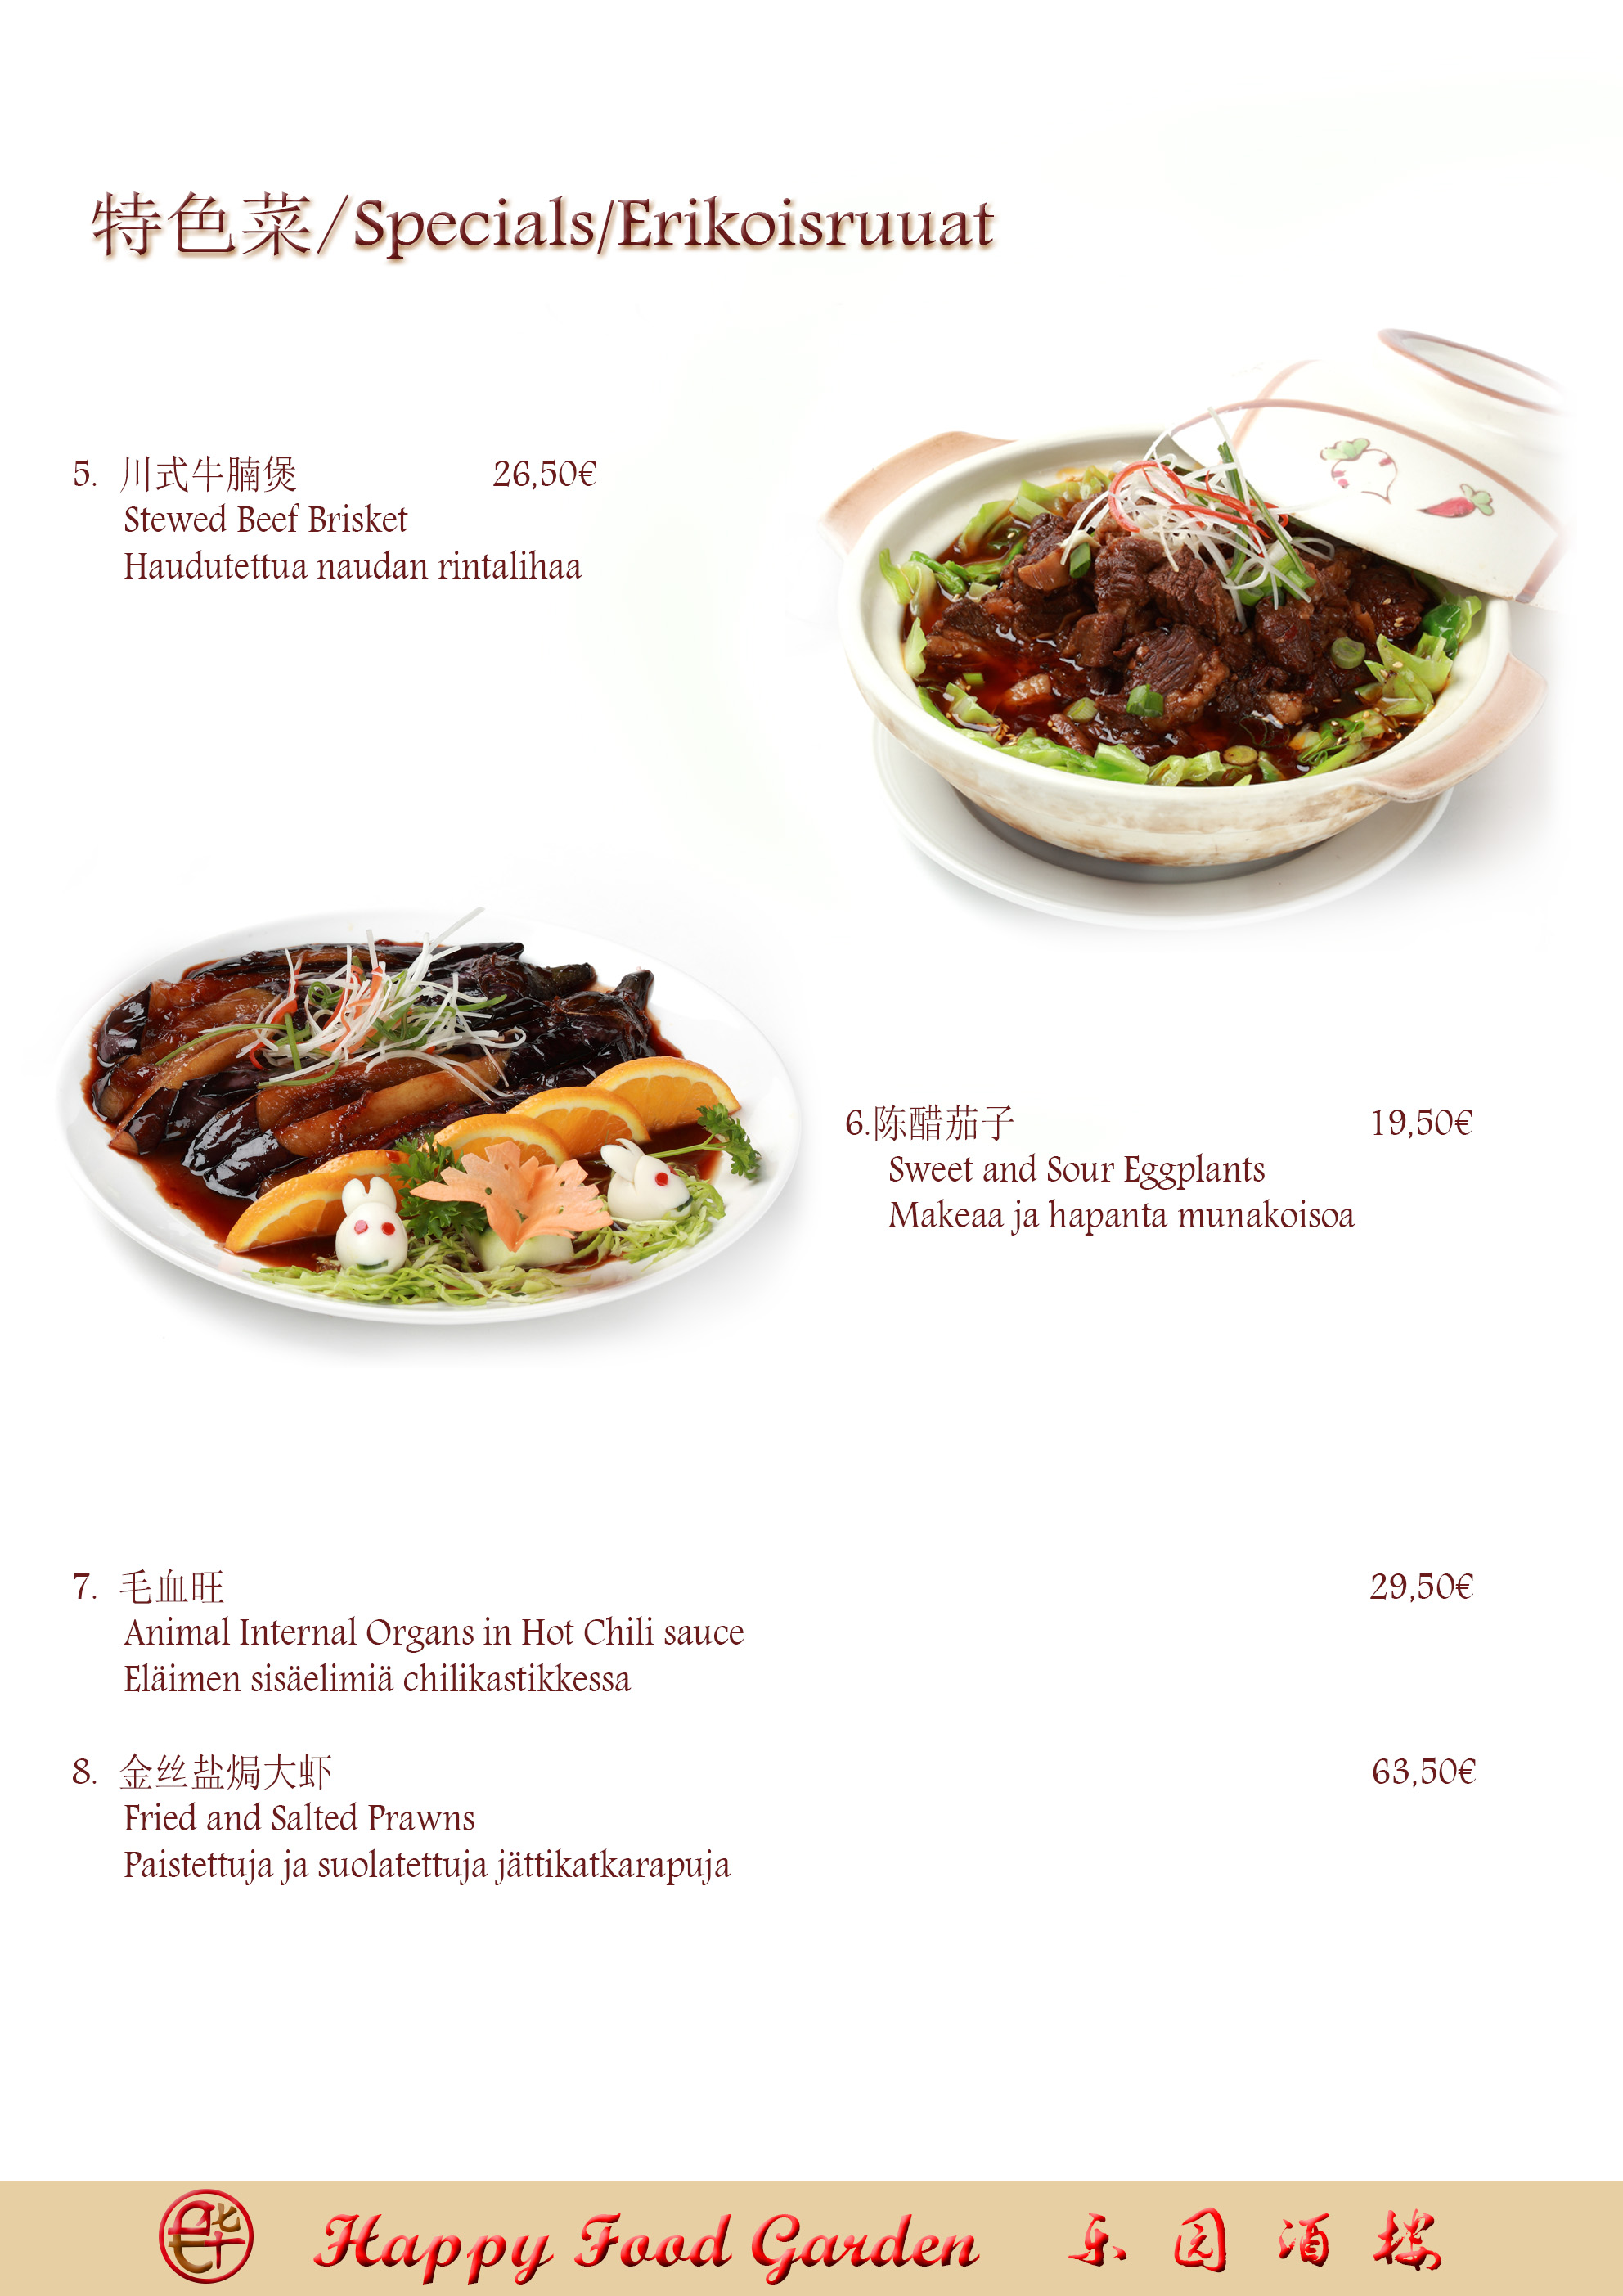 特色菜/Specials/Erikoisruuat
5. 川式牛腩煲 26,50€
Stewed Beef Brisket
Haudutettua naudan rintalihaa
6.陈醋茄子 19,50€
Sweet and Sour Eggplants
Makeaa ja hapanta munakoisoa
7. 毛血旺 29,50€
Animal Internal Organs in Hot Chili sauce
Eläimen sisäelimiä chilikastikkessa
8. 金丝盐焗大虾 63,50€
Fried and Salted Prawns
Paistettuja ja suolatettuja jättikatkarapuja
Happy Food Garden 乐园酒楼